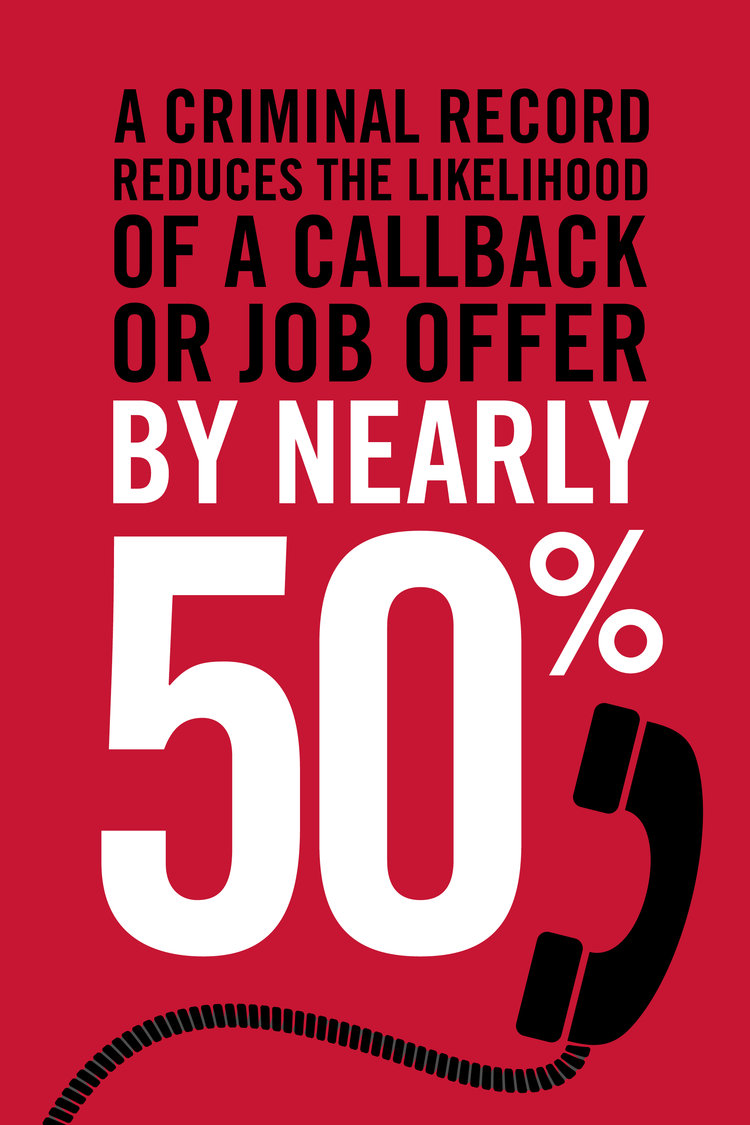 A CRIMINAL RECORD
REDUCES THE LIKELIHOOD
OF A CALLBACK
OR JOB OFFER
BY NEARLY
50%